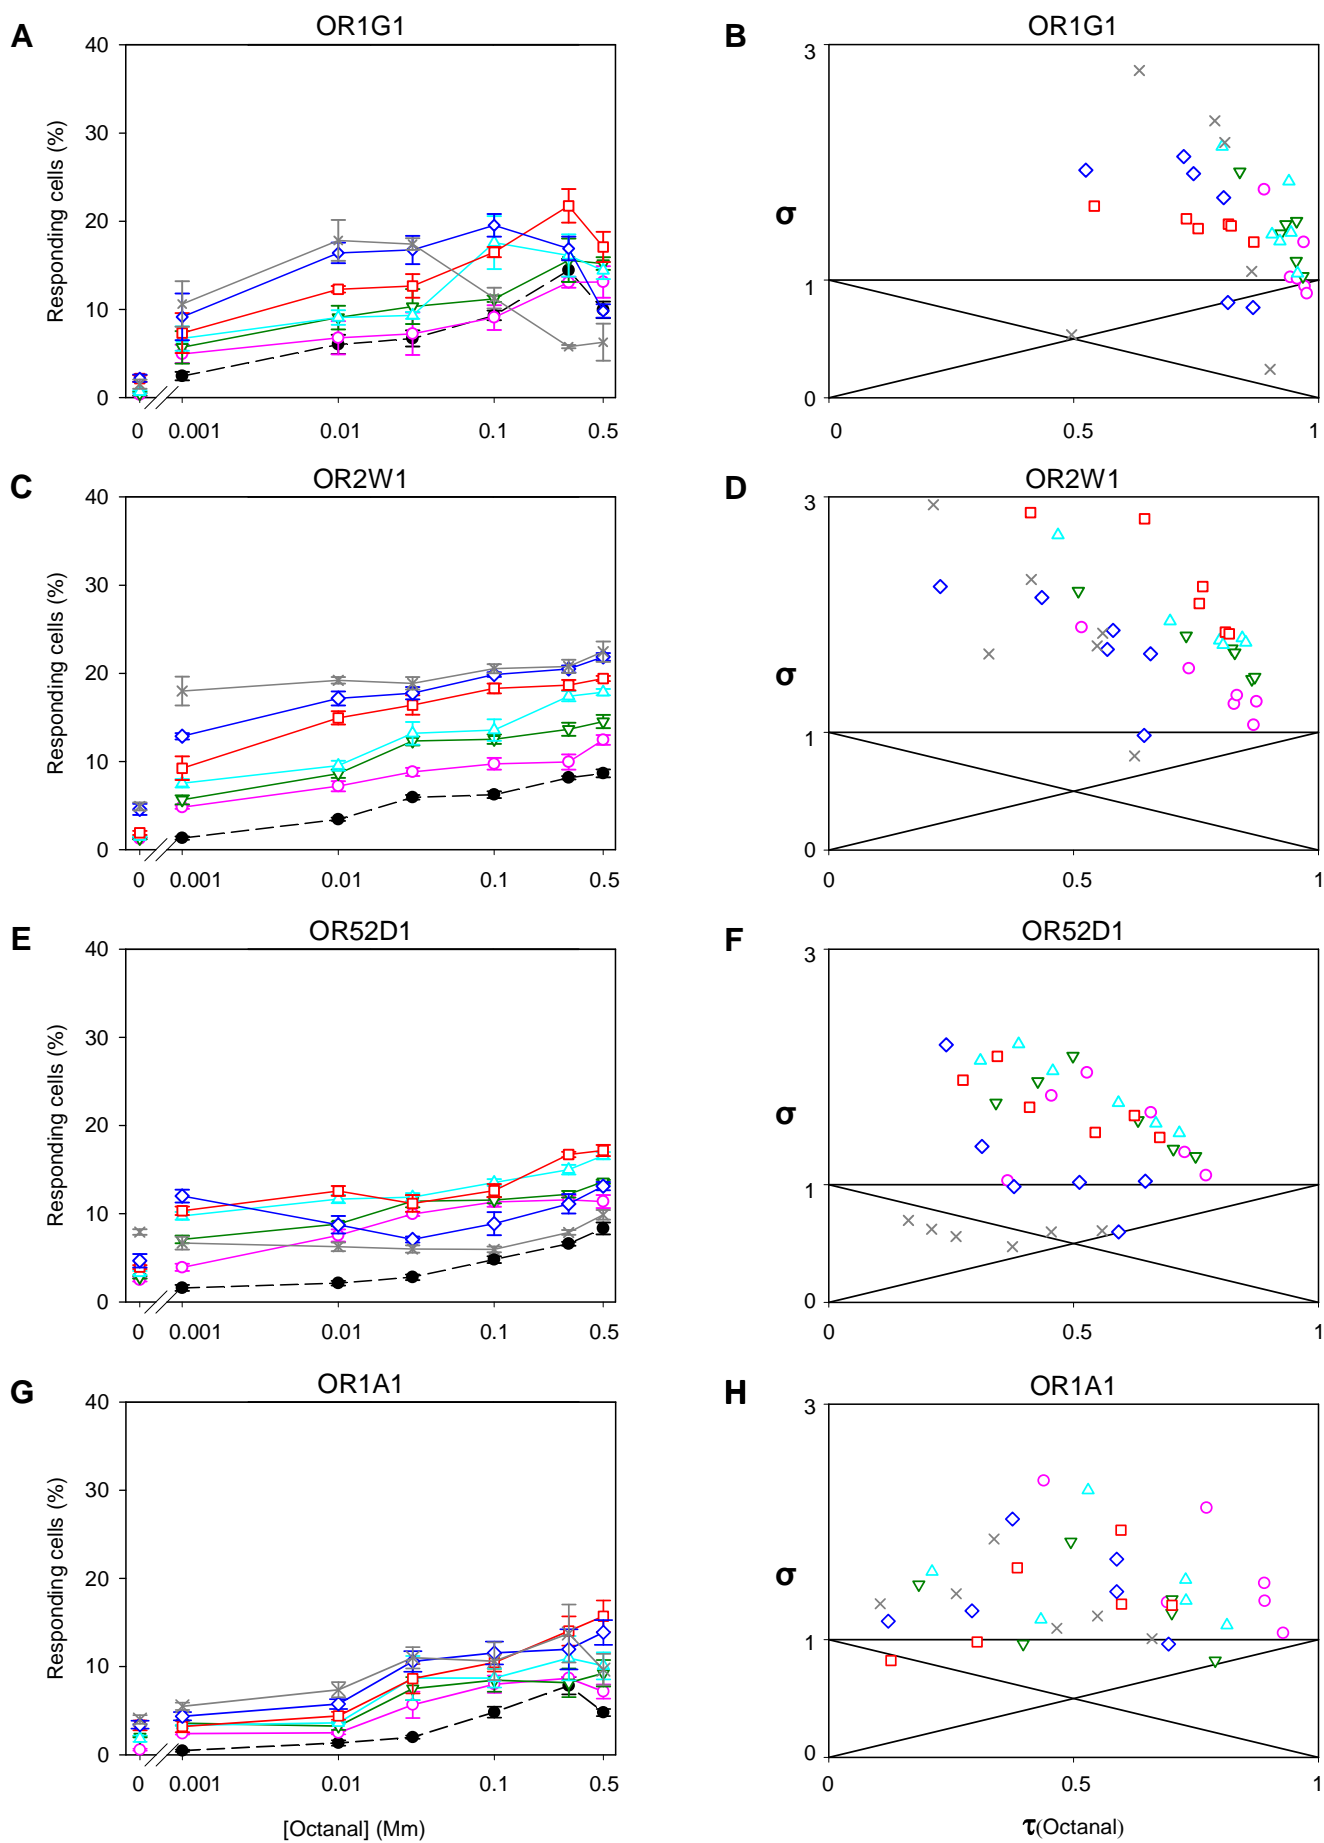 A OR1G1 B OR1G1
40 3
30
Responding cells (%)
20
σ
10 1
0 0
0 0.001 0.01 0.1 0.5 0 0.5 1
C OR2W1 D OR2W1
40 3
30
Responding cells (%)
20
σ
10 1
0 0
0 0.001 0.01 0.1 0.5 0 0.5 1
E OR52D1 F OR52D1
40 3
30
Responding cells (%)
20
σ
10 1
0 0
0 0.001 0.01 0.1 0.5 0 0.5 1
G OR1A1 H OR1A1
40 3
30
Responding cells (%)
20
σ
10 1
0 0
0 0.001 0.01 0.1 0.5 0 0.5 1
[Octanal] (Mm) τ(Octanal)